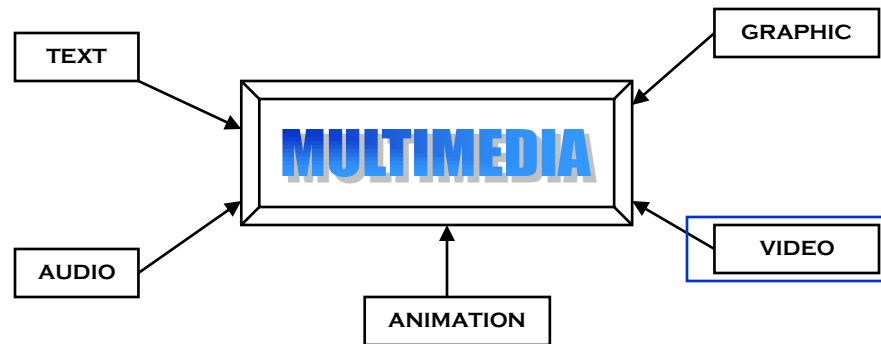 GRAPHIC
TEXT
MULTIMEDIA
AUDIO
VIDEO
ANIMATION